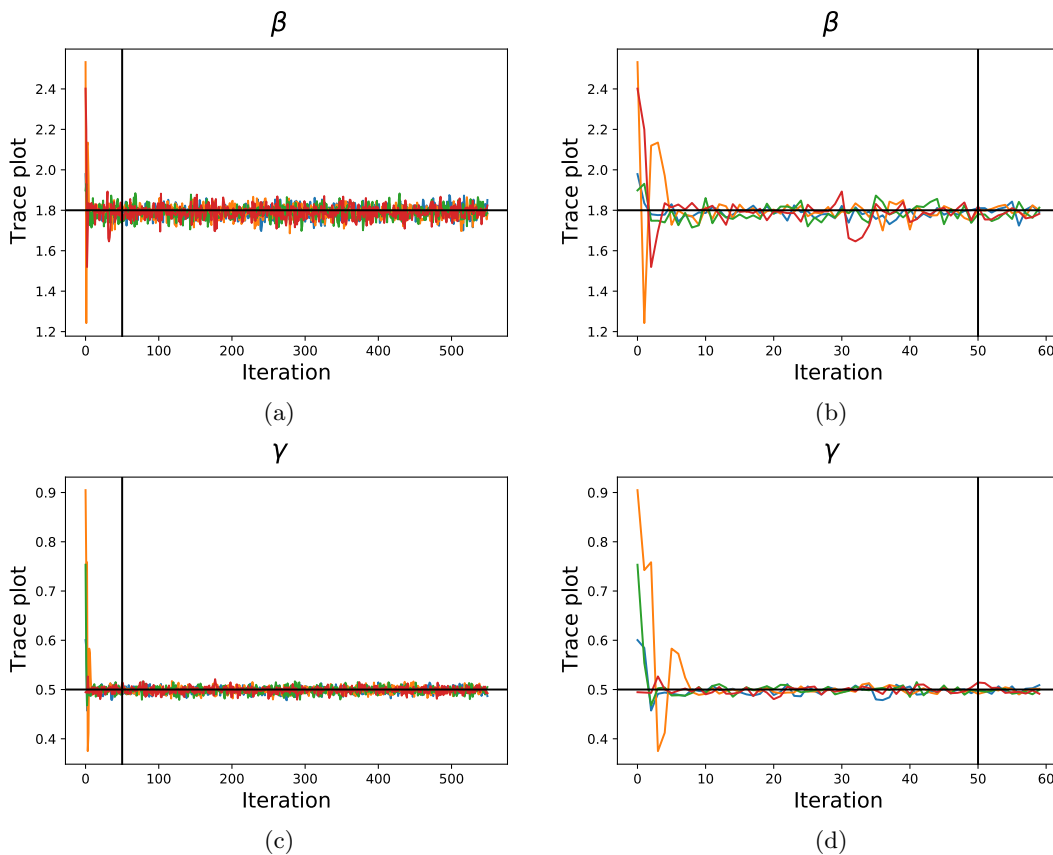 β
Trace plot
2.4
2.2
2.0
1.8
1.6
1.4
1.2
0 100 200 300 400 500
Iteration
(a)
β
Trace plot
2.4
2.2
2.0
1.8
1.6
1.4
1.2
0 10 20 30 40 50 60
Iteration
(b)
γ
Trace plot
0.9
0.8
0.7
0.6
0.5
0.4
0 100 200 300 400 500
Iteration
(c)
γ
Trace plot
0.9
0.8
0.7
0.6
0.5
0.4
0 10 20 30 40 50 60
Iteration
(d)